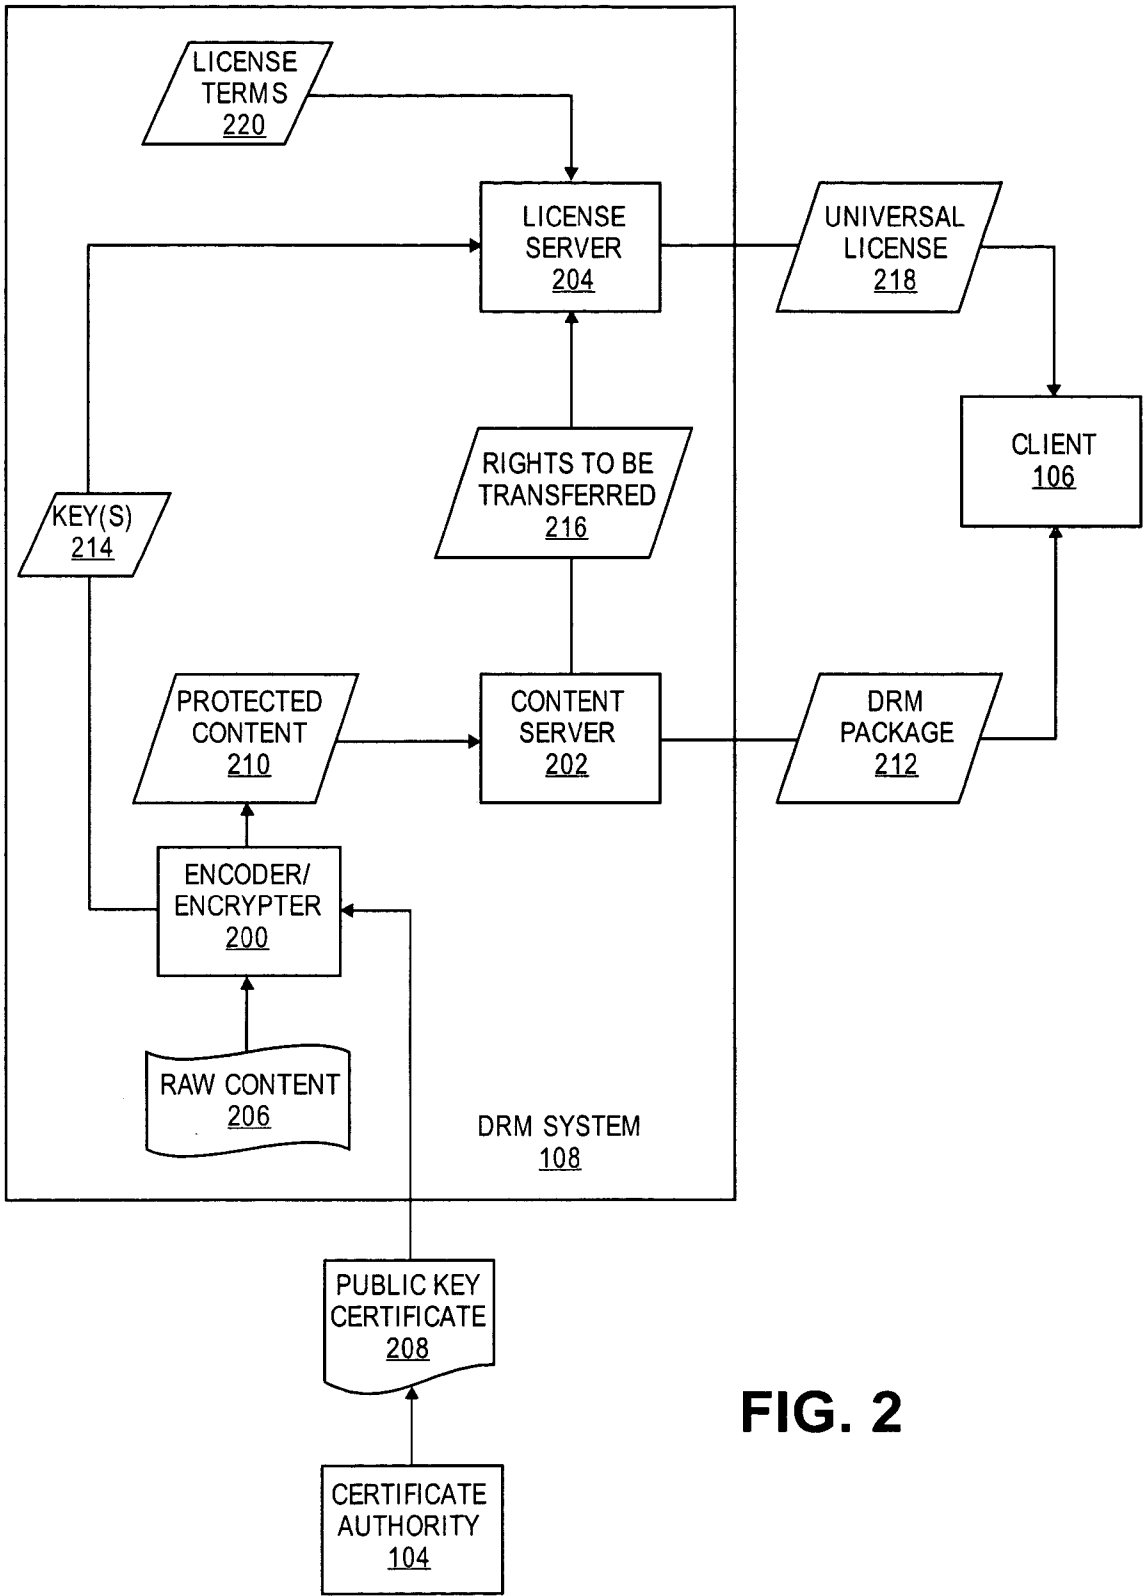 LICENSE
TERMS
220
LICENSE
SERVER
204
UNIVERSAL
LICENSE
218
CLIENT
106
RIGHTS TO BE
TRANSFERRED
216
KEY(S)
214
PROTECTED
CONTENT
210
CONTENT
SERVER
202
DRM
PACKAGE
212
ENCODER/
ENCRYPTER
200
RAW CONTENT
206
DRM SYSTEM
108
PUBLIC KEY
CERTIFICATE
208
FIG. 2
CERTIFICATE
AUTHORITY
104